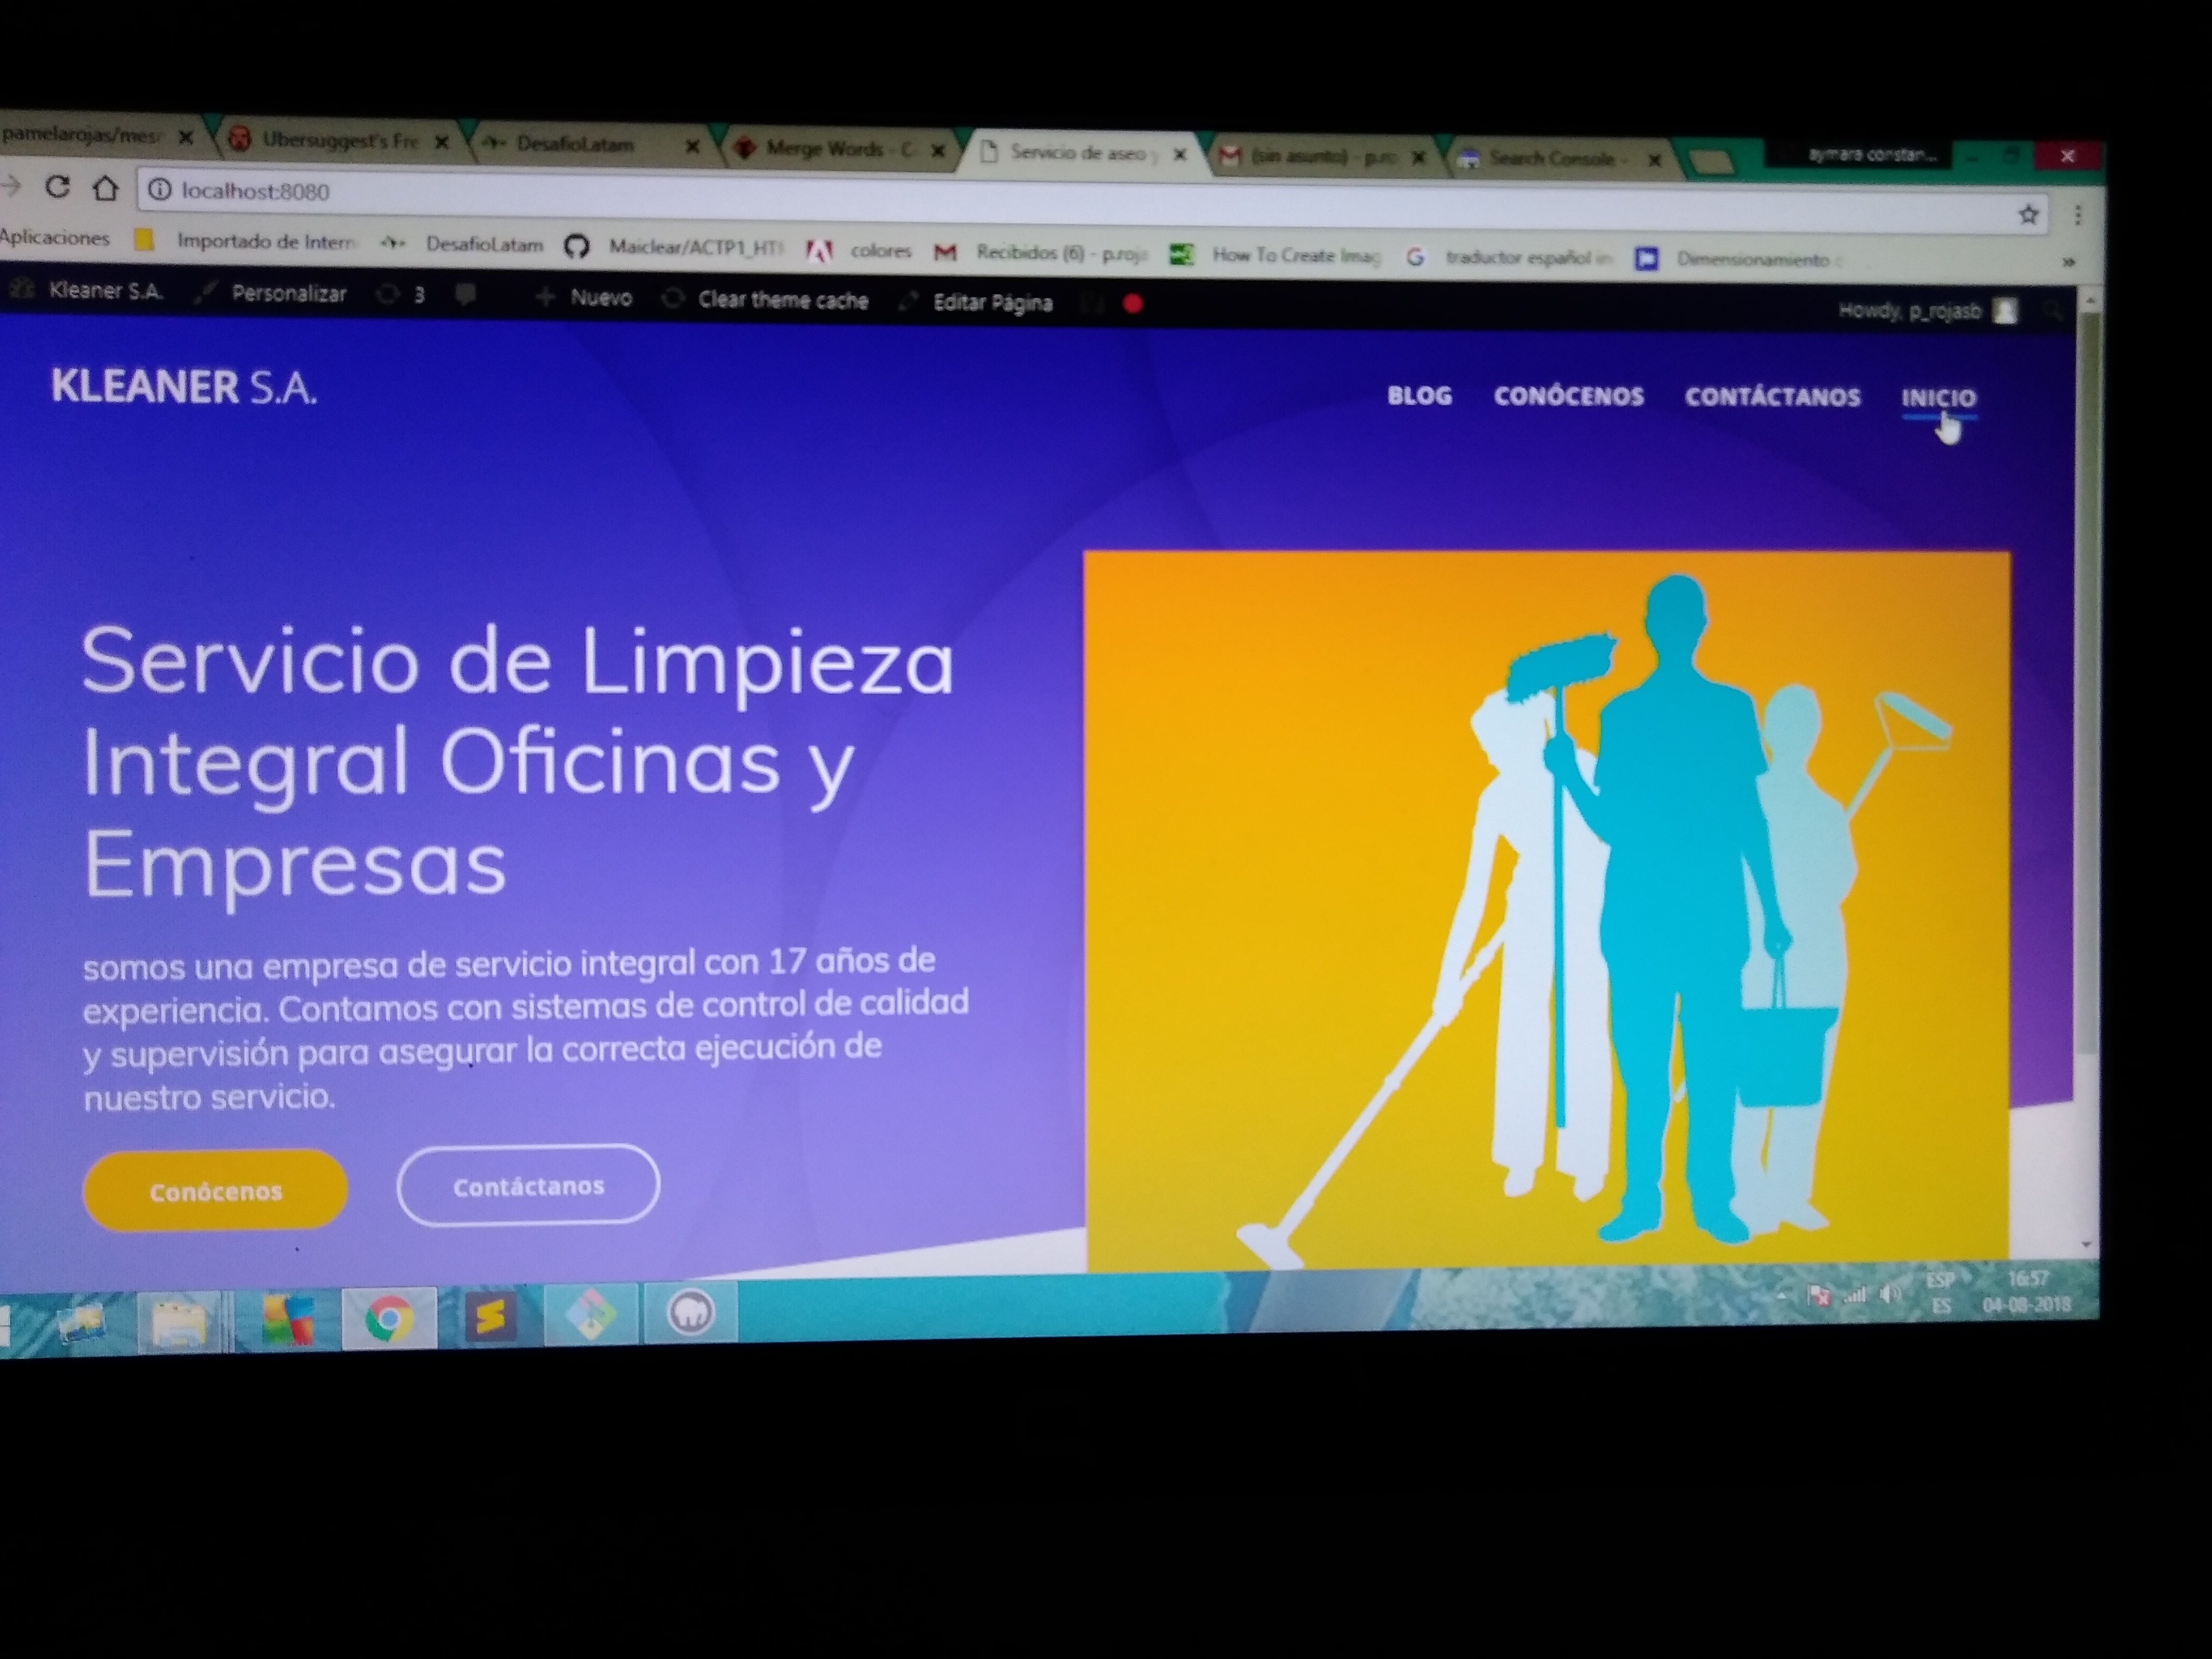 pamelarojas/mes
Ubersuggest's Fre
DesafioLatam
Merge Words - C
Servicio de aseo y
(sin asunto) - p.ro
Search Console -
aymara constan...
localhost:8080
Aplicaciones
Importado de Intern
DesafioLatam
Maiclear/ACTP1_HT
colores
Recibidos (6) - p.roja
How To Create Imag
traductor español in
Dimensionamiento
»
Kleaner S.A.
Personalizar
3
Nuevo
Clear theme cache
Editar Página
Howdy, p_rojasb
KLEANER S.A.
BLOG
CONÓCENOS
CONTÁCTANOS
INICIO
Servicio de Limpieza
Integral Oficinas y
Empresas
somos una empresa de servicio integral con 17 años de
experiencia. Contamos con sistemas de control de calidad
y supervisión para asegurar la correcta ejecución de
nuestro servicio.
Conócenos
Contáctanos
ESP
ES
16:57
04-08-2018